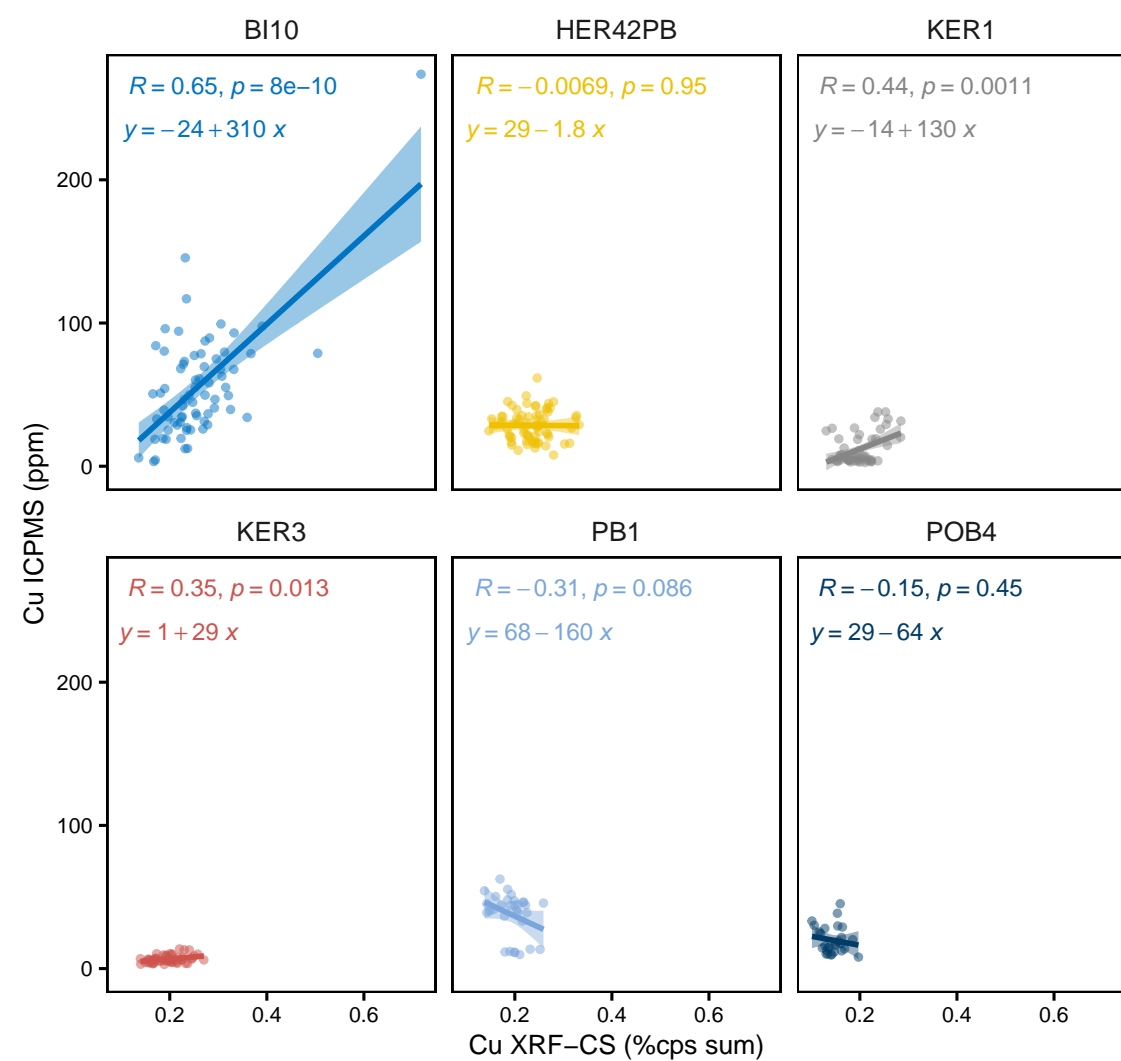 BI10 HER42PB KER1
R = 0.65, p = 8e−10 R = −0.0069, p = 0.95 R = 0.44, p = 0.0011
y = −24 + 310 x y = 29 − 1.8 x y = −14 + 130 x
200
100
0
Cu ICPMS (ppm)
KER3 PB1 POB4
R = 0.35, p = 0.013 R = −0.31, p = 0.086 R = −0.15, p = 0.45
y = 1 + 29 x y = 68 − 160 x y = 29 − 64 x
200
100
0
0.2 0.4 0.6 0.2 0.4 0.6 0.2 0.4 0.6
Cu XRF−CS (%cps sum)